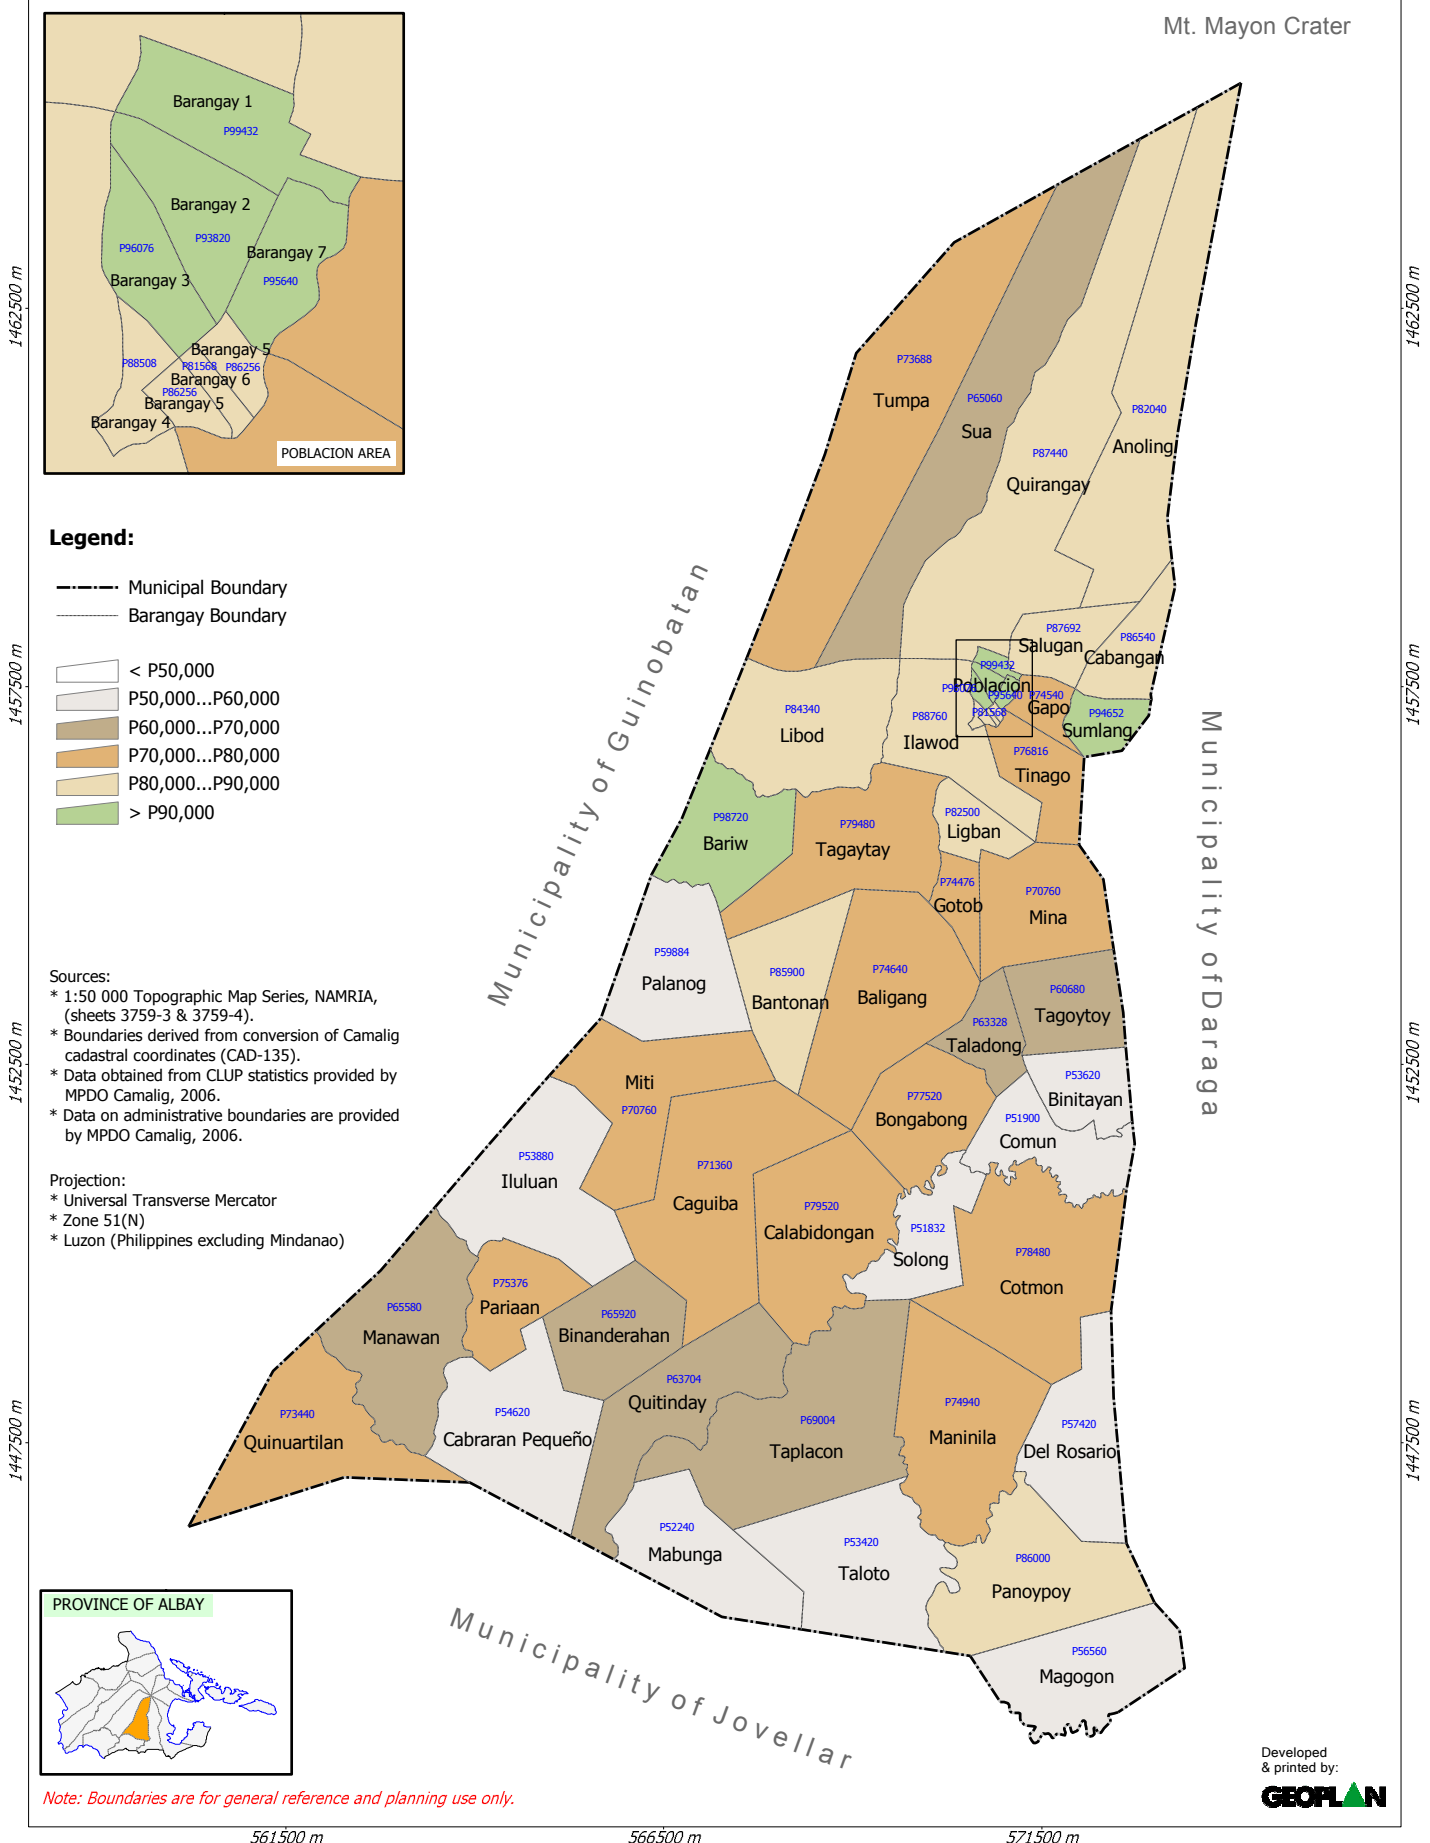 Mt. Mayon Crater
Barangay 1
P99432
Barangay 2
P93820
P96076
Barangay 3
Barangay 7
P95640
Barangay 5
P88508
P81568
P86256
Barangay 6
P86256
Barangay 5
Barangay 4
POBLACION AREA
1462500 m
1462500 m
1457500 m
1457500 m
1452500 m
1452500 m
1447500 m
1447500 m
Legend:
Municipal Boundary
Barangay Boundary
< P50,000
P50,000...P60,000
P60,000...P70,000
P70,000...P80,000
P80,000...P90,000
> P90,000
Sources:
* 1:50 000 Topographic Map Series, NAMRIA,
(sheets 3759-3 & 3759-4).
* Boundaries derived from conversion of Camalig
cadastral coordinates (CAD-135).
* Data obtained from CLUP statistics provided by
MPDO Camalig, 2006.
* Data on administrative boundaries are provided
by MPDO Camalig, 2006.
Projection:
* Universal Transverse Mercator
* Zone 51(N)
* Luzon (Philippines excluding Mindanao)
Municipality of Guinobatan
Municipality of Daraga
Municipality of Jovellar
P73688
Tumpa
P65060
Sua
P87440
Quirangay
P82040
Anoling
P87692
Salugan
P86540
Cabangan
P99432
Poblacion
P95640
P81568
P74540
Gapo
P94652
Sumlang
P84340
Libod
P88760
Ilawod
P76816
Tinago
P98720
Bariw
P79480
Tagaytay
P82500
Ligban
P74476
Gotob
P70760
Mina
P59884
Palanog
P85900
Bantonan
P74640
Baligang
P60680
Tagoytoy
P63328
Taladong
Miti
P70760
P53620
Binitayan
P77520
Bongabong
P51900
Comun
P53880
Iluluan
P71360
Caguiba
P79520
Calabidongan
P51832
Solong
P78480
Cotmon
P75376
Pariaan
P65580
Manawan
P65920
Binanderahan
P63704
Quitinday
P73440
Quinuartilan
P54620
Cabraran Pequeño
P69004
Taplacon
P74940
Maninila
P57420
Del Rosario
P52240
Mabunga
P53420
Taloto
P86000
Panoypoy
P56560
Magogon
PROVINCE OF ALBAY
Note: Boundaries are for general reference and planning use only.
Developed
& printed by:
GEOPLAN
561500 m
566500 m
571500 m